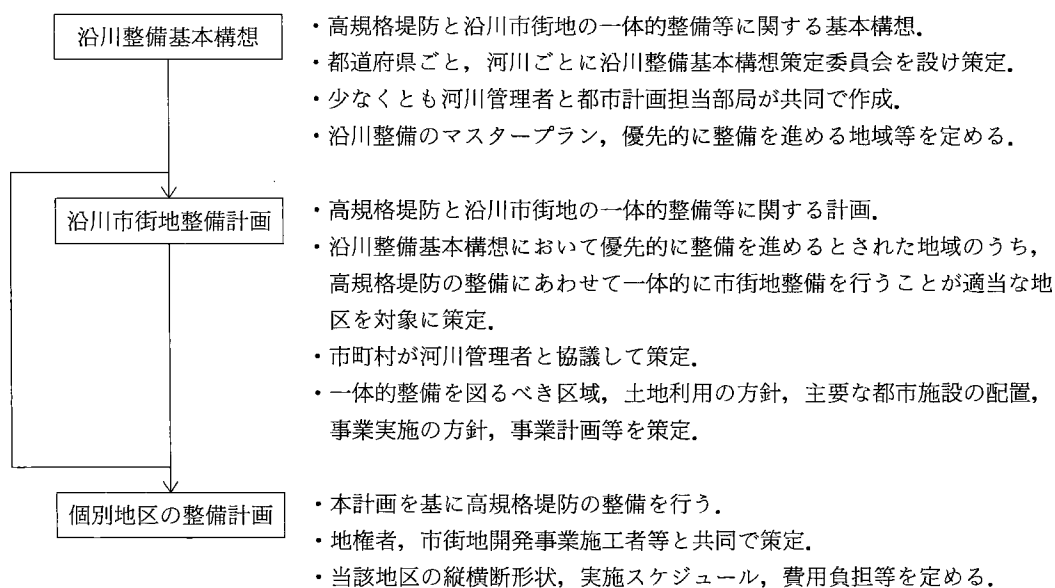 沿川整備基本構想
・高規格堤防と沿川市街地の一体的整備等に関する基本構想．
・都道府県ごと，河川ごとに沿川整備基本構想策定委員会を設け策定．
・少なくとも河川管理者と都市計画担当部局が共同で作成．
・沿川整備のマスタープラン，優先的に整備を進める地域等を定める．
沿川市街地整備計画
・高規格堤防と沿川市街地の一体的整備等に関する計画．
・沿川整備基本構想において優先的に整備を進めるとされた地域のうち，
高規格堤防の整備にあわせて一体的に市街地整備を行うことが適当な地
区を対象に策定．
・市町村が河川管理者と協議して策定．
・一体的整備を図るべき区域，土地利用の方針，主要な都市施設の配置，
事業実施の方針，事業計画等を策定．
個別地区の整備計画
・本計画を基に高規格堤防の整備を行う．
・地権者，市街地開発事業施工者等と共同で策定．
・当該地区の縦横断形状，実施スケジュール，費用負担等を定める．